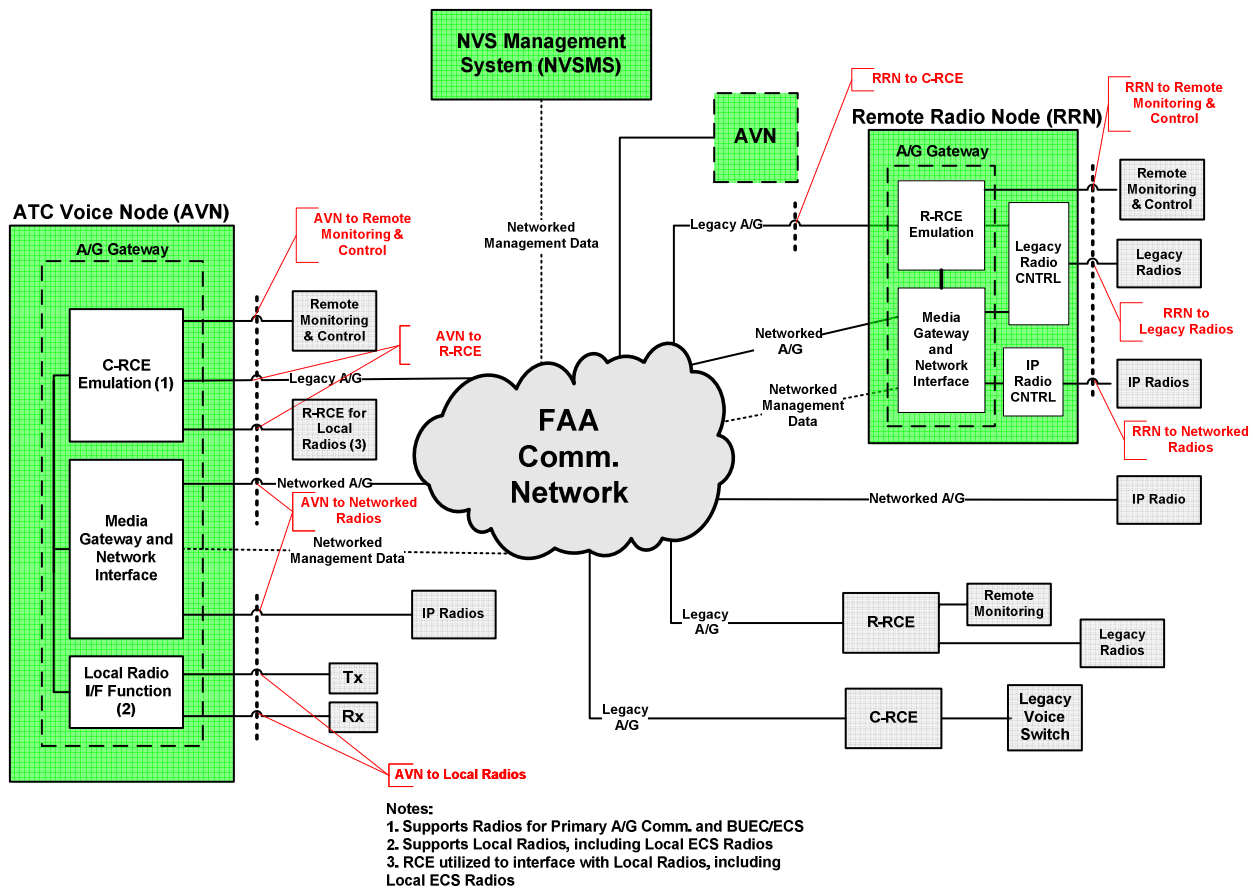 NVS Management
System (NVSMS)
RRN to C-RCE
RRN to Remote
Monitoring &
Control
AVN
Remote Radio Node (RRN)
A/G Gateway
Remote
Monitoring
& Control
R-RCE
Emulation
Legacy
Radio
CNTRL
Legacy
Radios
Legacy A/G
RRN to
Legacy Radios
Networked
A/G
Media
Gateway
and
Network
Interface
IP
Radio
CNTRL
IP Radios
Networked
Management
Data
RRN to Networked
Radios
Networked
Management Data
ATC Voice Node (AVN)
A/G Gateway
AVN to Remote
Monitoring &
Control
C-RCE
Emulation (1)
Remote
Monitoring
& Control
AVN to
R-RCE
Legacy A/G
R-RCE for
Local
Radios (3)
FAA
Comm.
Network
Media
Gateway and
Network
Interface
Networked A/G
AVN to Networked
Radios
Networked
Management Data
IP Radios
Networked A/G
IP Radio
Legacy
A/G
R-RCE
Remote
Monitoring
Legacy
Radios
Local Radio
I/F Function
(2)
Tx
Rx
Legacy
A/G
C-RCE
Legacy
Voice
Switch
AVN to Local Radios
Notes:
1. Supports Radios for Primary A/G Comm. and BUEC/ECS
2. Supports Local Radios, including Local ECS Radios
3. RCE utilized to interface with Local Radios, including
Local ECS Radios